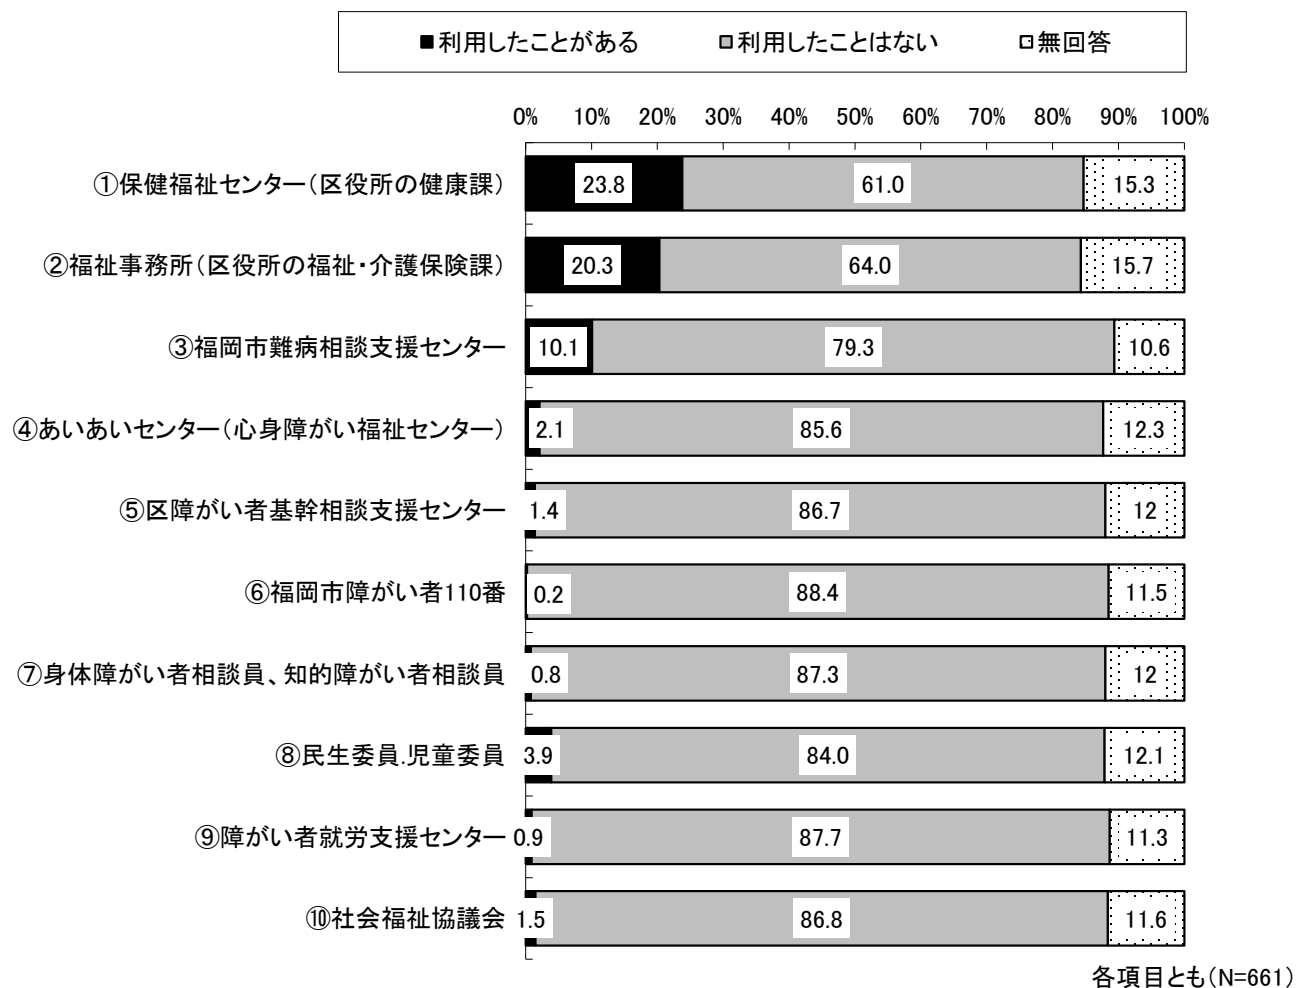 ■利用したことがある □利用したことはない □無回答
0% 10% 20% 30% 40% 50% 60% 70% 80% 90% 100%
①保健福祉センター(区役所の健康課) 23.8 61.0 15.3
②福祉事務所(区役所の福祉・介護保険課) 20.3 64.0 15.7
③福岡市難病相談支援センター 10.1 79.3 10.6
④あいあいセンター(心身障がい福祉センター) 2.1 85.6 12.3
⑤区障がい者基幹相談支援センター 1.4 86.7 12
⑥福岡市障がい者110番 0.2 88.4 11.5
⑦身体障がい者相談員、知的障がい者相談員 0.8 87.3 12
⑧民生委員.児童委員 3.9 84.0 12.1
⑨障がい者就労支援センター 0.9 87.7 11.3
⑩社会福祉協議会 1.5 86.8 11.6
各項目とも(N=661)